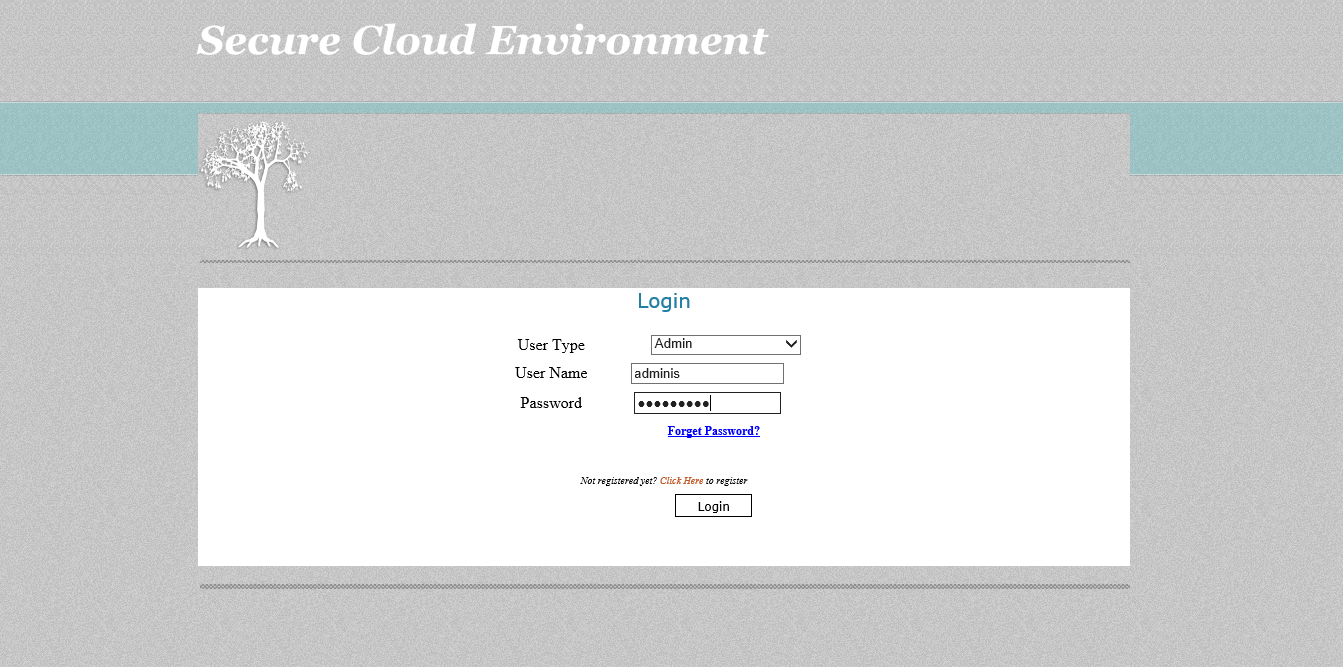 Secure Cloud Environment
Login
User Type Admin
User Name adminis
Password •••••••••
Forget Password?
Not registered yet? Click Here to register
Login